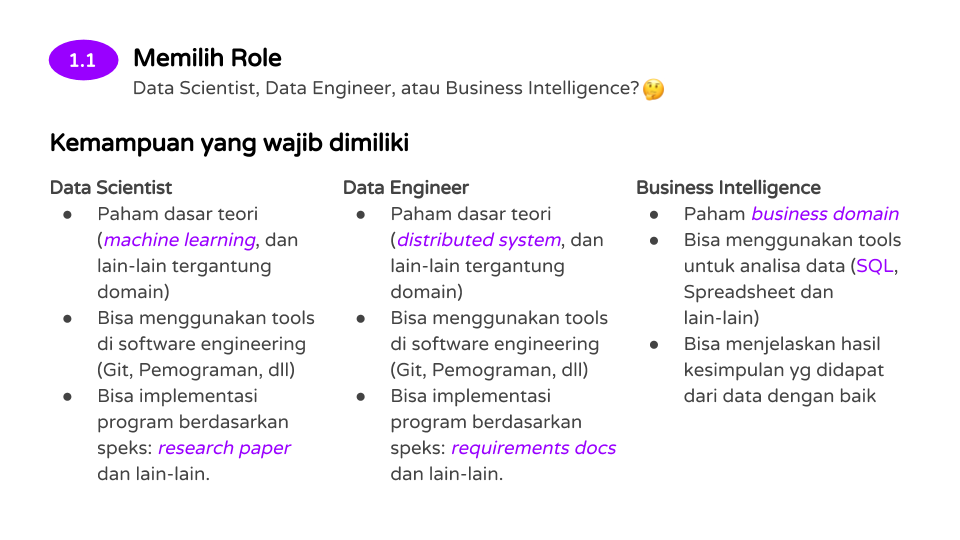 1.1
Memilih Role
Data Scientist, Data Engineer, atau Business Intelligence?🤔
Kemampuan yang wajib dimiliki
Data Scientist
● Paham dasar teori
(machine learning, dan
lain-lain tergantung
domain)
● Bisa menggunakan tools
di software engineering
(Git, Pemograman, dll)
● Bisa implementasi
program berdasarkan
speks: research paper
dan lain-lain.
Data Engineer
● Paham dasar teori
(distributed system, dan
lain-lain tergantung
domain)
● Bisa menggunakan tools
di software engineering
(Git, Pemograman, dll)
● Bisa implementasi
program berdasarkan
speks: requirements docs
dan lain-lain.
Business Intelligence
● Paham business domain
● Bisa menggunakan tools
untuk analisa data (SQL,
Spreadsheet dan
lain-lain)
● Bisa menjelaskan hasil
kesimpulan yg didapat
dari data dengan baik